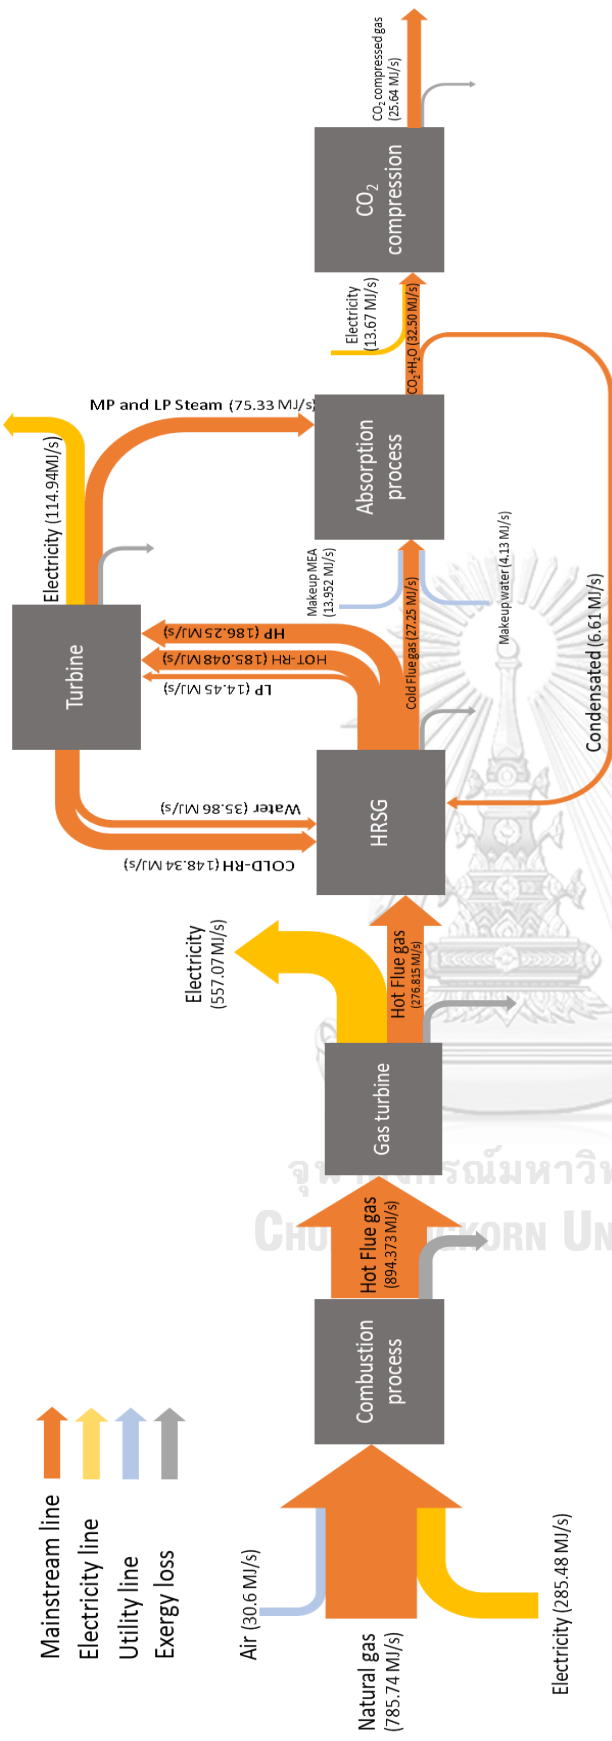 Mainstream line
Electricity line
Utility line
Exergy loss
Air (30.6 MJ/s)
Natural gas
(785.74 MJ/s)
Electricity (285.48 MJ/s)
Combustion
process
Hot Flue gas
(894.373 MJ/s)
Gas turbine
Electricity
(557.07 MJ/s)
Hot Flue gas
(276.815 MJ/s)
HRSG
COLD-RH (148.34 MJ/s)
Water (35.86 MJ/s)
Turbine
LP (14.45 MJ/s)
HOT-RH (185.048 MJ/s)
HP (186.25 MJ/s)
Electricity (114.94MJ/s)
MP and LP Steam (75.33 MJ/s)
Cold Flue gas (27.25 MJ/s)
Makeup MEA
(13.952 MJ/s)
Makeup water (4.13 MJ/s)
Absorption
process
Condensated (6.61 MJ/s)
CO₂+H₂O (32.50 MJ/s)
Electricity
(13.67 MJ/s)
CO₂
compression
CO₂ compressed gas
(25.64 MJ/s)